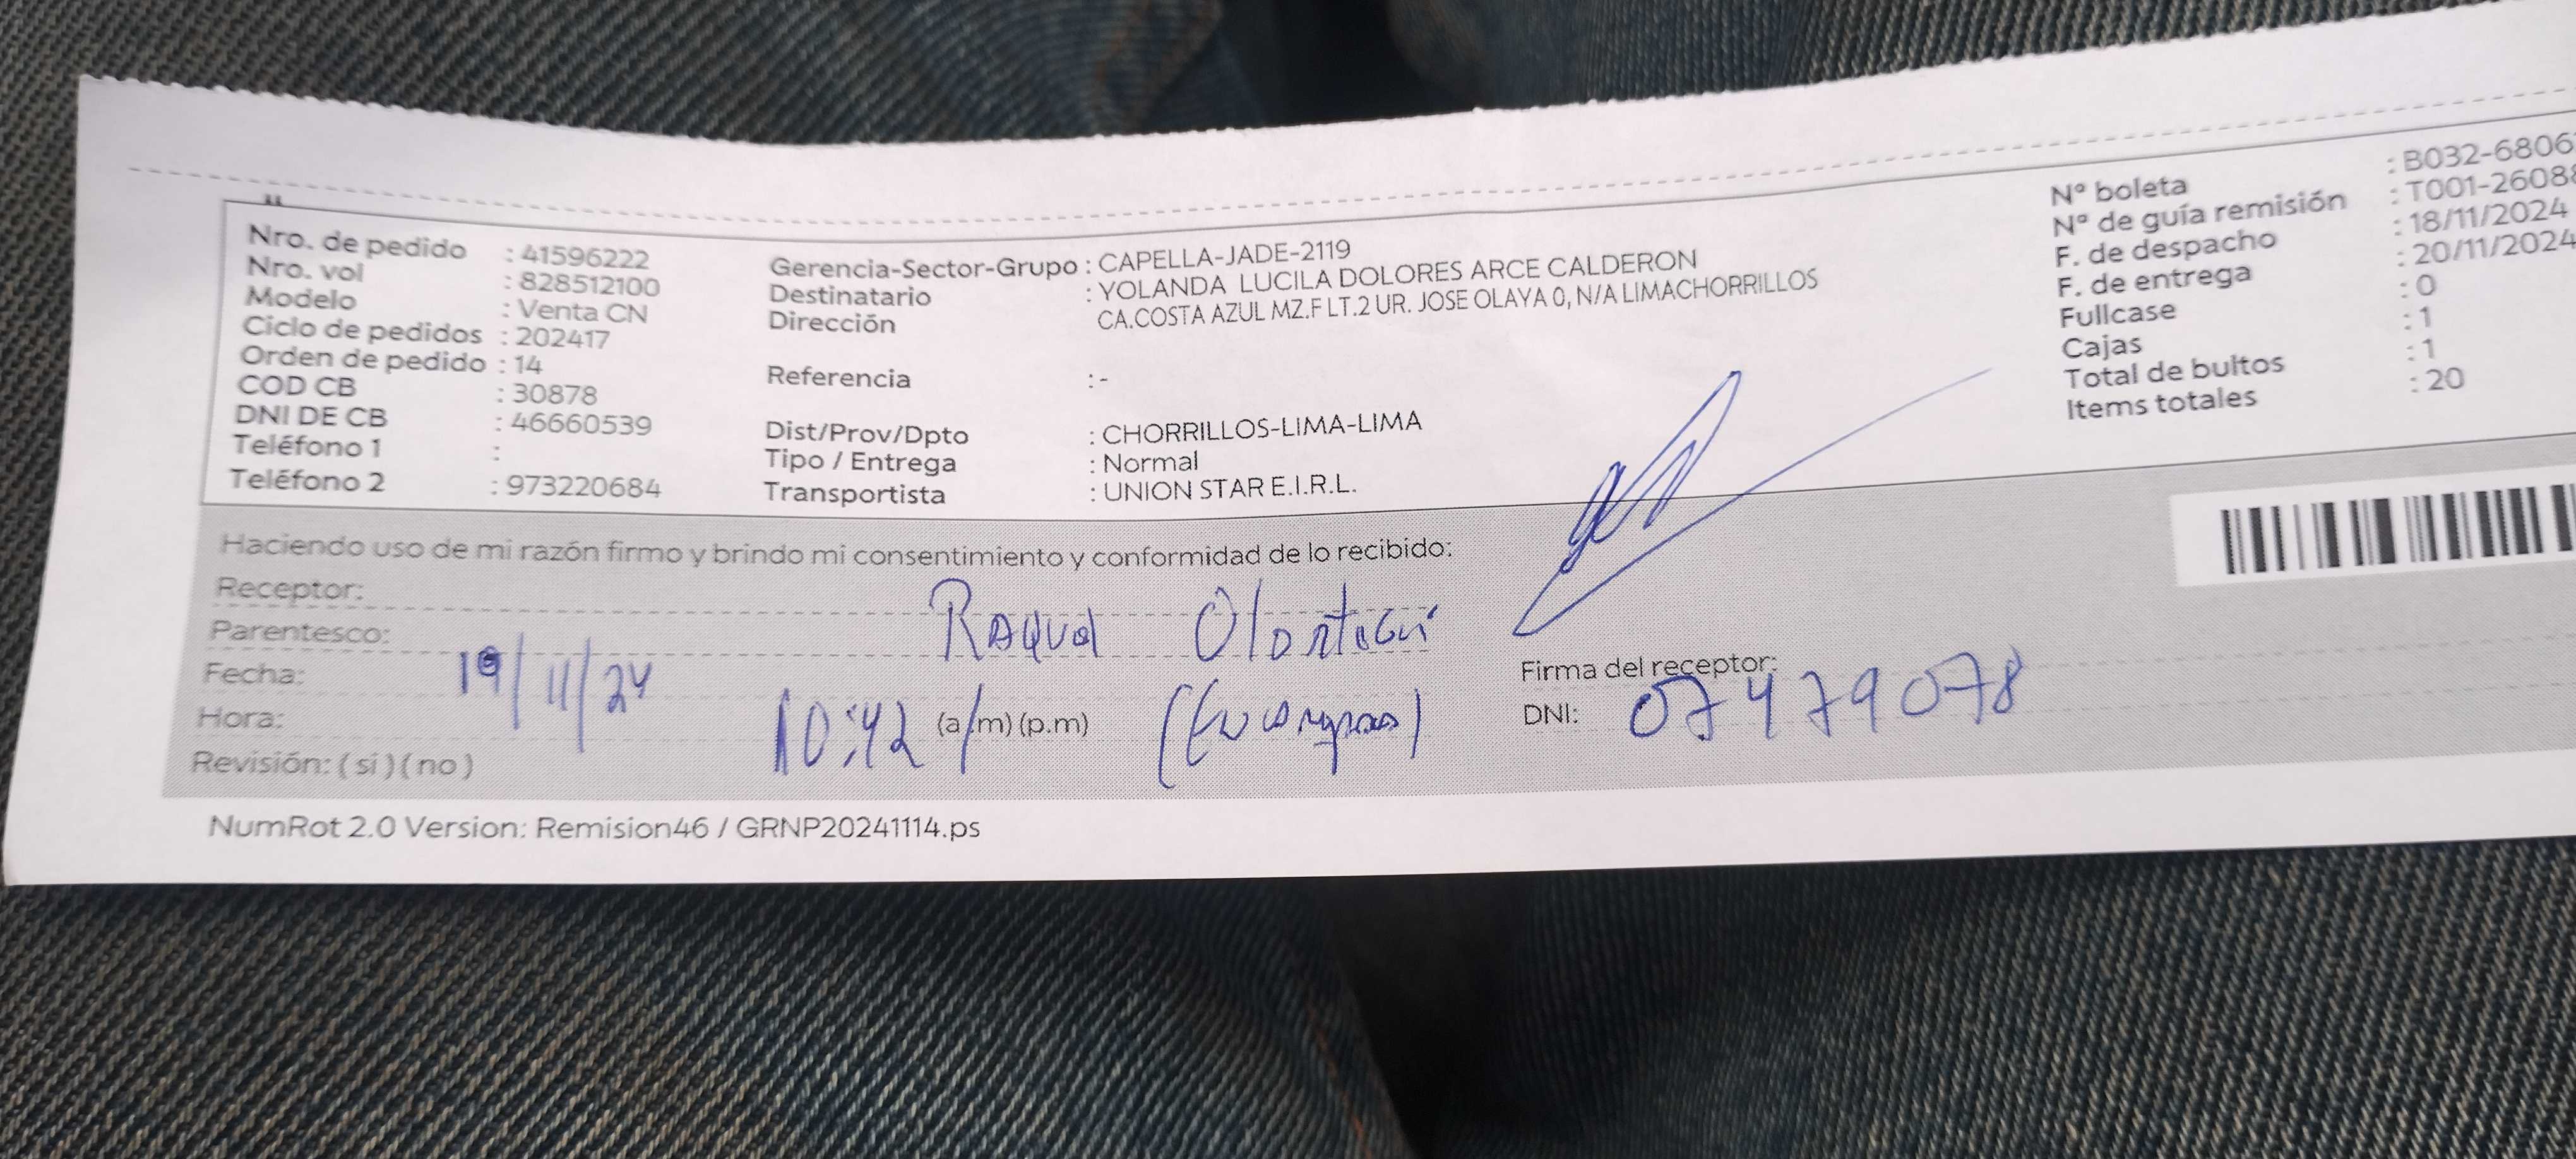 Nro. de pedido : 41596222
Nro. vol : 828512100
Modelo : Venta CN
Ciclo de pedidos : 202417
Orden de pedido : 14
COD CB : 30878
DNI DE CB : 46660539
Teléfono 1 :
Teléfono 2 : 973220684
Gerencia-Sector-Grupo : CAPELLA-JADE-2119
Destinatario : YOLANDA LUCILA DOLORES ARCE CALDERON
Dirección CA.COSTA AZUL MZ.F LT.2 UR. JOSE OLAYA 0, N/A LIMACHORRILLOS
Referencia : -
Dist/Prov/Dpto : CHORRILLOS-LIMA-LIMA
Tipo / Entrega : Normal
Transportista : UNION STAR E.I.R.L.
N° boleta : B032-6806
N° de guía remisión : T001-2608
F. de despacho : 18/11/2024
F. de entrega : 20/11/2024
Fullcase : 0
Cajas : 1
Total de bultos : 1
Items totales : 20
Haciendo uso de mi razón firmo y brindo mi consentimiento y conformidad de lo recibido:
Receptor:
Parentesco: Raquel
Fecha: 19/11/24
Hora: 10:42 (a.m) (p.m)
Revisión: ( si ) ( no )
Firma del receptor:
DNI: 07479078
NumRot 2.0 Version: Remision46 / GRNP20241114.ps